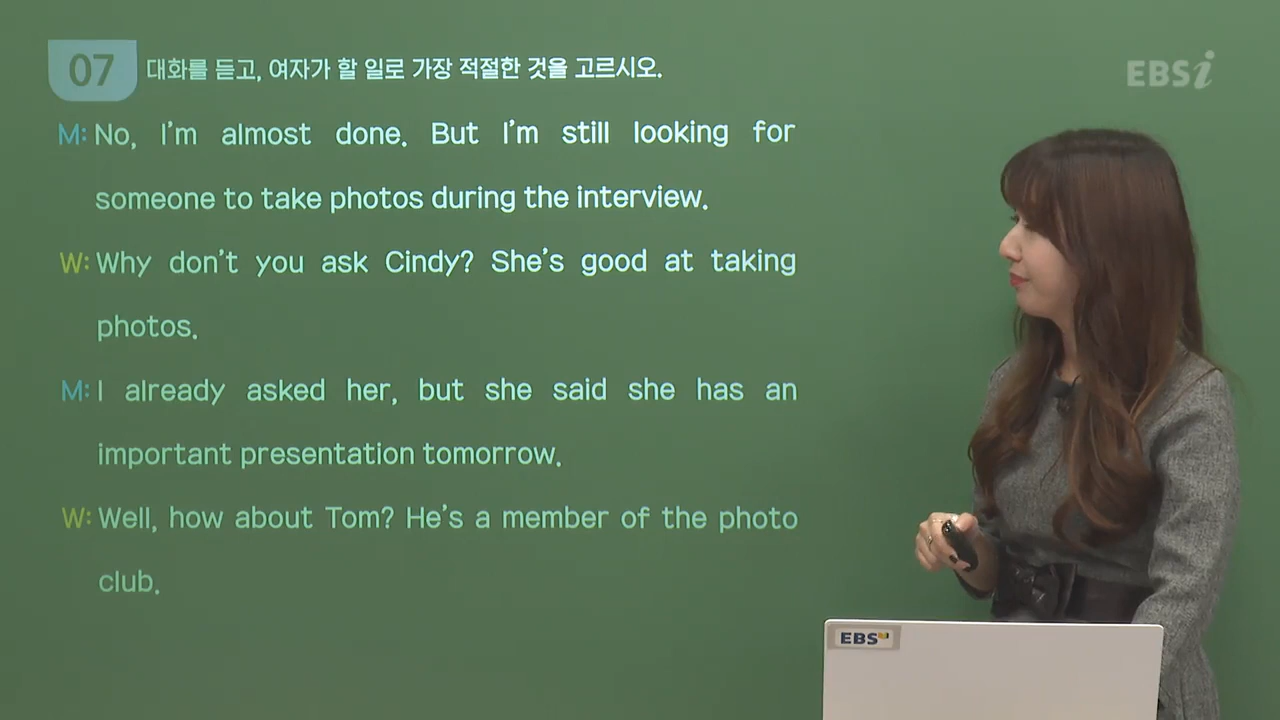 07 대화를 듣고, 여자가 할 일로 가장 적절한 것을 고르시오.
EBSi
M: No, I'm almost done. But I'm still looking for
someone to take photos during the interview.
W: Why don't you ask Cindy? She's good at taking
photos.
M: I already asked her, but she said she has an
important presentation tomorrow.
W: Well, how about Tom? He's a member of the photo
club.
EBS